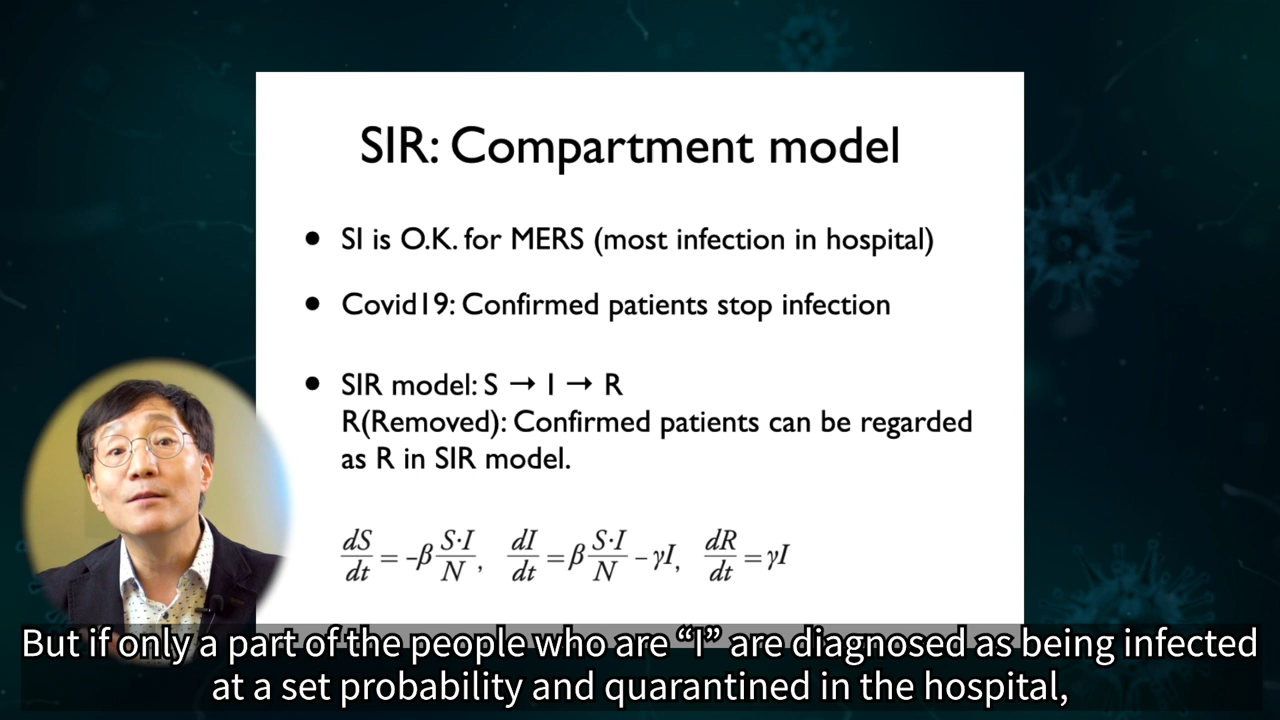 SIR: Compartment model
• SI is O.K. for MERS (most infection in hospital)
• Covid19: Confirmed patients stop infection
• SIR model: S → I → R
R(Removed): Confirmed patients can be regarded
as R in SIR model.
dS/dt = -β S·I/N, dI/dt = β S·I/N - γI, dR/dt = γI
But if only a part of the people who are “I” are diagnosed as being infected
at a set probability and quarantined in the hospital,